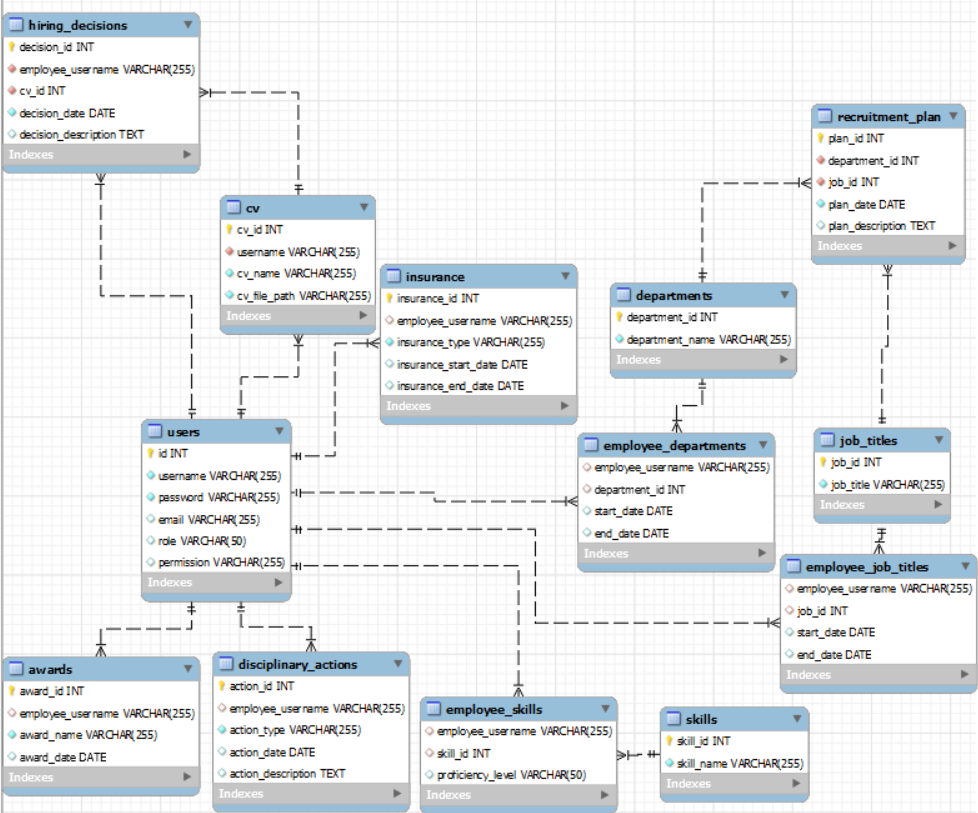 hiring_decisions
decision_id INT
employee_username VARCHAR(255)
cv_id INT
decision_date DATE
decision_description TEXT
Indexes
cv
cv_id INT
username VARCHAR(255)
cv_name VARCHAR(255)
cv_file_path VARCHAR(255)
Indexes
insurance
insurance_id INT
employee_username VARCHAR(255)
insurance_type VARCHAR(255)
insurance_start_date DATE
insurance_end_date DATE
Indexes
recruitment_plan
plan_id INT
department_id INT
job_id INT
plan_date DATE
plan_description TEXT
Indexes
departments
department_id INT
department_name VARCHAR(255)
Indexes
users
id INT
username VARCHAR(255)
password VARCHAR(255)
email VARCHAR(255)
role VARCHAR(50)
permission VARCHAR(255)
Indexes
employee_departments
employee_username VARCHAR(255)
department_id INT
start_date DATE
end_date DATE
Indexes
job_titles
job_id INT
job_title VARCHAR(255)
Indexes
employee_job_titles
employee_username VARCHAR(255)
job_id INT
start_date DATE
end_date DATE
Indexes
awards
award_id INT
employee_username VARCHAR(255)
award_name VARCHAR(255)
award_date DATE
Indexes
disciplinary_actions
action_id INT
employee_username VARCHAR(255)
action_type VARCHAR(255)
action_date DATE
action_description TEXT
Indexes
employee_skills
employee_username VARCHAR(255)
skill_id INT
proficiency_level VARCHAR(50)
Indexes
skills
skill_id INT
skill_name VARCHAR(255)
Indexes